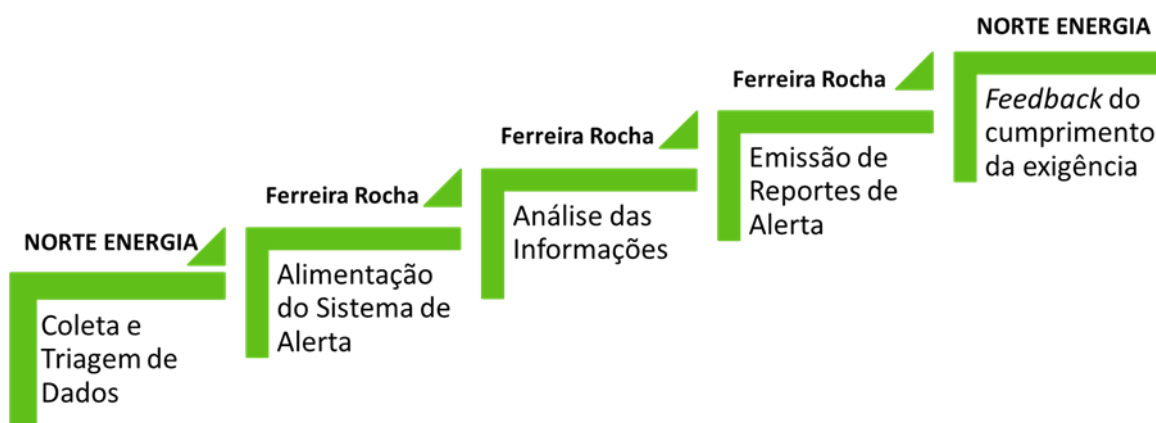 NORTE ENERGIA
Coleta e
Triagem de
Dados
Ferreira Rocha
Alimentação
do Sistema de
Alerta
Ferreira Rocha
Análise das
Informações
Ferreira Rocha
Emissão de
Reportes de
Alerta
NORTE ENERGIA
Feedback do
cumprimento
da exigência